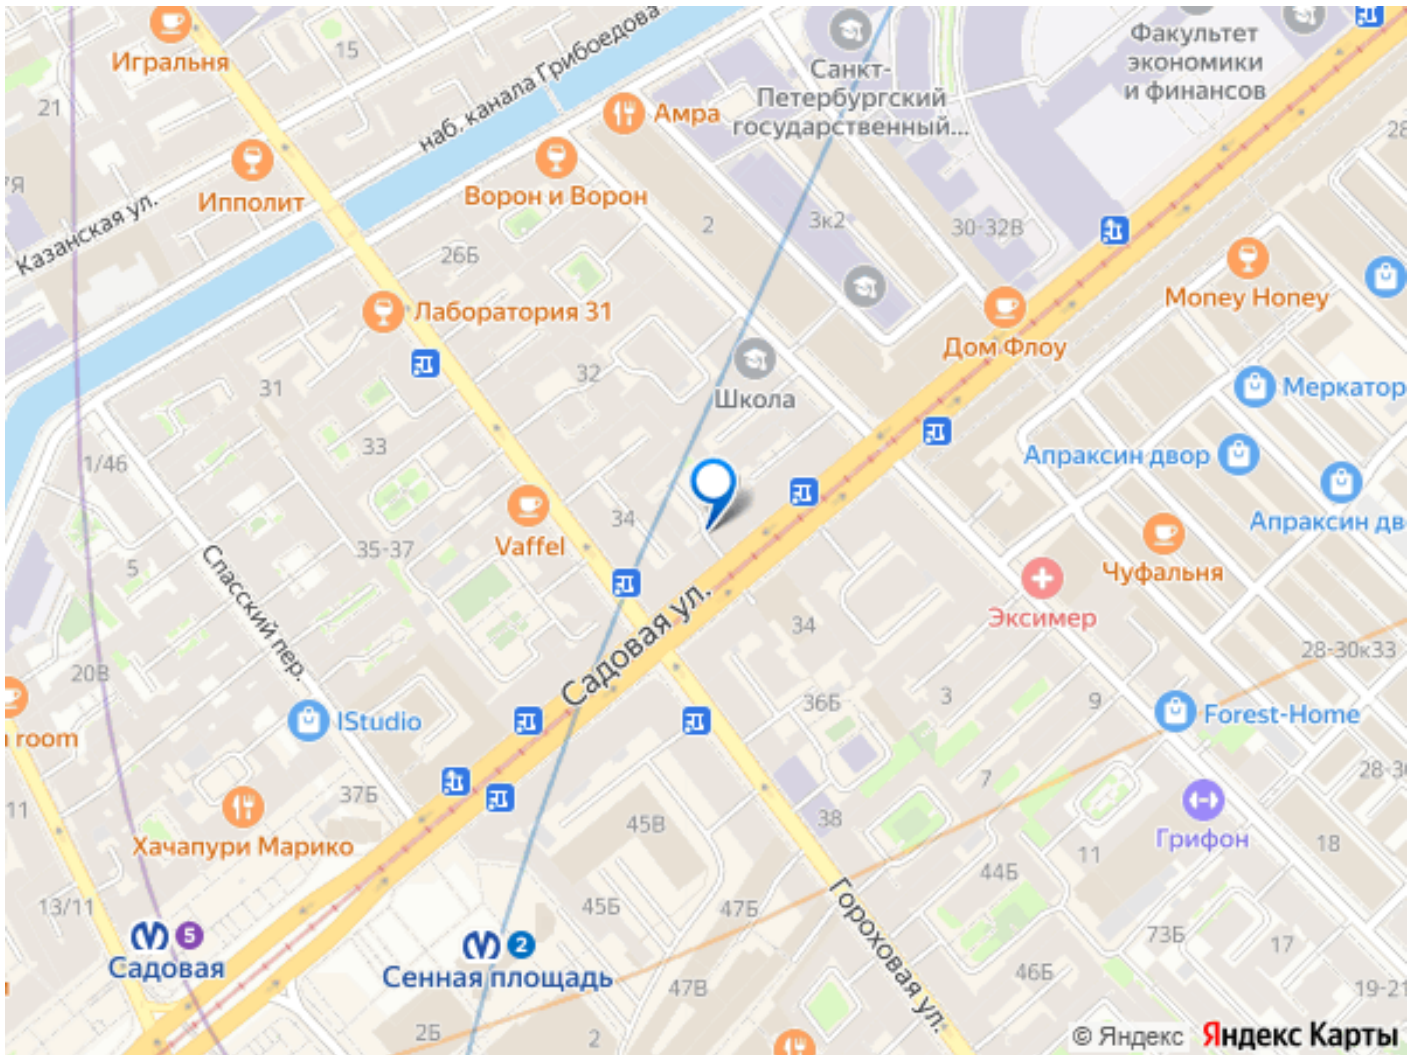 Игральня
15
наб. канала Грибоедова
21
Амра
Санкт-
Петербургский
государственный...
Факультет
экономики
и финансов
28
Ипполит
Ворон и Ворон
Казанская ул.
26Б
2
3к2
30-32В
Money Honey
Лаборатория 31
Дом Флоу
31
32
Школа
Меркатор
33
1/46
Апраксин двор
Апраксин дв
34
Vaffel
35-37
5
Спасский пер.
Чуфальня
Эксимер
Садовая ул.
34
28-30к33
20В
36Б
3
9
Forest-Home
IStudio
room
7
28-3
37Б
11
45В
38
Грифон
18
Хачапури Марико
11
44Б
13/11
45Б
47Б
Гороховая ул.
73Б
17
5
Садовая
2
Сенная площадь
46Б
47В
19-21
2Б
2
© Яндекс
Яндекс Карты